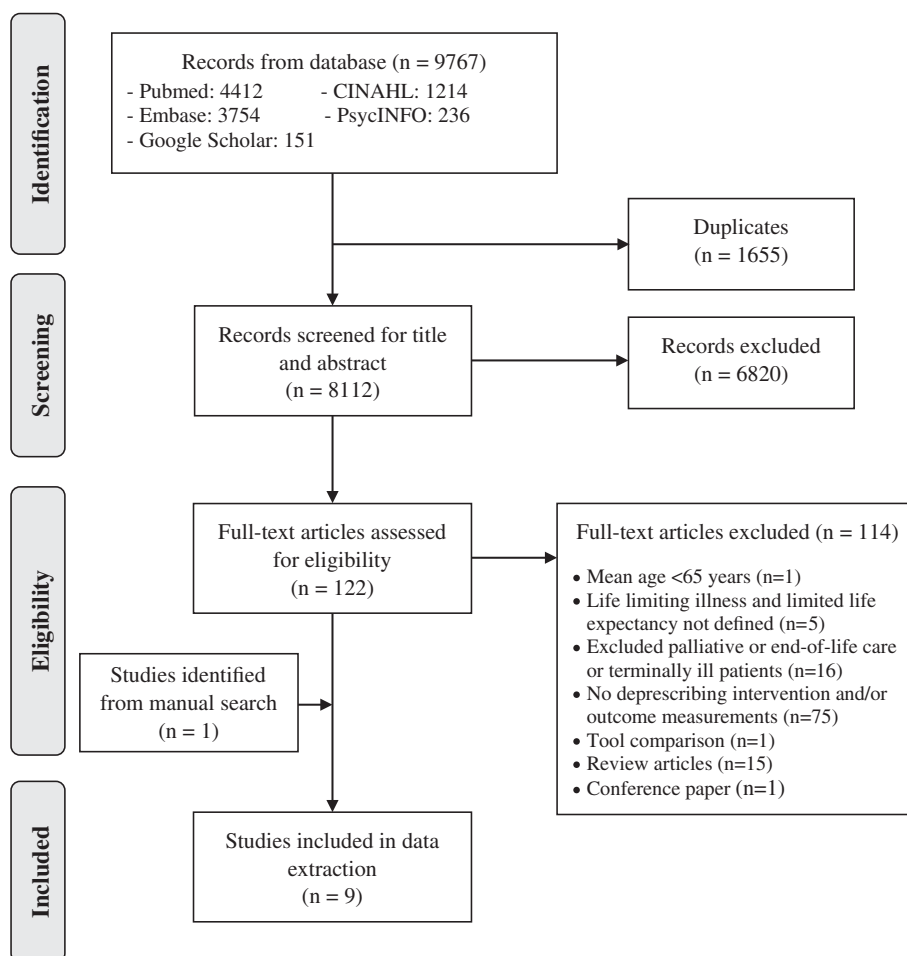 Identification
Records from database (n = 9767)
- Pubmed: 4412 - CINAHL: 1214
- Embase: 3754 - PsycINFO: 236
- Google Scholar: 151
Duplicates
(n = 1655)
Screening
Records screened for title
and abstract
(n = 8112)
Records excluded
(n = 6820)
Eligibility
Full-text articles assessed
for eligibility
(n = 122)
Full-text articles excluded (n = 114)
• Mean age <65 years (n=1)
• Life limiting illness and limited life
expectancy not defined (n=5)
• Excluded palliative or end-of-life care
or terminally ill patients (n=16)
• No deprescribing intervention and/or
outcome measurements (n=75)
• Tool comparison (n=1)
• Review articles (n=15)
• Conference paper (n=1)
Studies identified
from manual search
(n = 1)
Included
Studies included in data
extraction
(n = 9)